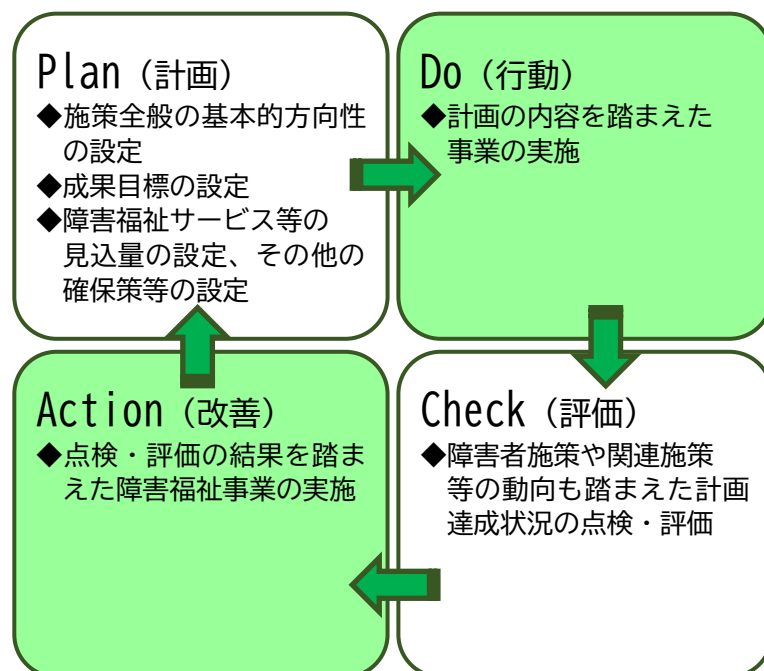 Plan（計画）
◆施策全般の基本的方向性
の設定
◆成果目標の設定
◆障害福祉サービス等の
見込量の設定、その他の
確保策等の設定
Do（行動）
◆計画の内容を踏まえた
事業の実施
Action（改善）
◆点検・評価の結果を踏ま
えた障害福祉事業の実施
Check（評価）
◆障害者施策や関連施策
等の動向も踏まえた計画
達成状況の点検・評価